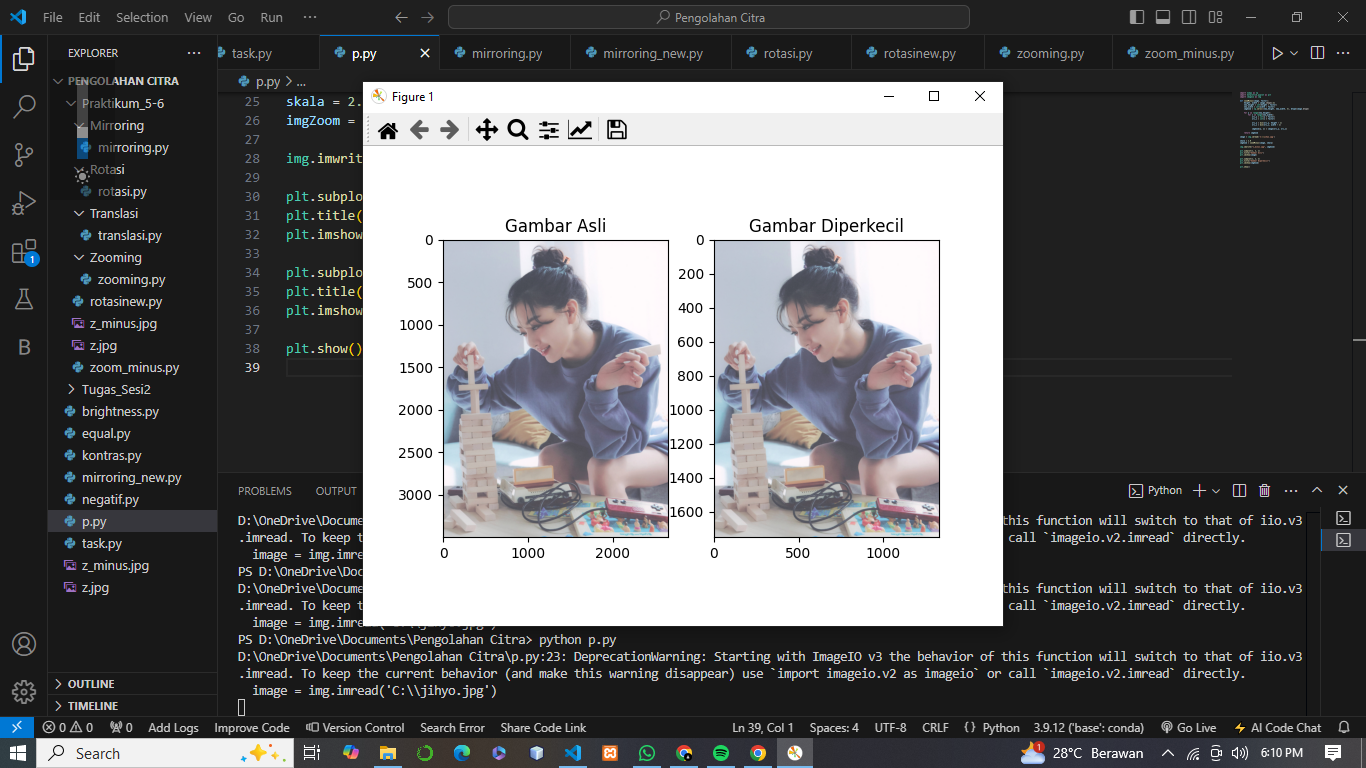 File Edit Selection View Go Run ··· Pengolahan Citra
EXPLORER
PENGOLAHAN CITRA
Praktikum_5-6
Mirroring
mirroring.py
Rotasi
rotasi.py
Translasi
translasi.py
Zooming
zooming.py
rotasinew.py
z_minus.jpg
z.jpg
zoom_minus.py
Tugas_Sesi2
brightness.py
equal.py
kontras.py
mirroring_new.py
negatif.py
p.py
task.py
z_minus.jpg
z.jpg
OUTLINE
TIMELINE
1
task.py p.py mirroring.py mirroring_new.py rotasi.py rotasinew.py zooming.py zoom_minus.py
p.py > ...
25 skala = 2.
26 imgZoom =
27
28 img.imwrit
29
30 plt.subplo
31 plt.title(
32 plt.imshow
33
34 plt.subplo
35 plt.title(
36 plt.imshow
37
38 plt.show()
39
Figure 1
Gambar Asli
0
500
1000
1500
2000
2500
3000
0 1000 2000
Gambar Diperkecil
0
200
400
600
800
1000
1200
1400
1600
0 500 1000
PROBLEMS OUTPUT Python
D:\OneDrive\Docume this function will switch to that of iio.v3
.imread. To keep t call `imageio.v2.imread` directly.
image = img.imre
PS D:\OneDrive\Doc
D:\OneDrive\Docume this function will switch to that of iio.v3
.imread. To keep t call `imageio.v2.imread` directly.
image = img.imread('C:\\jihyo.jpg')
PS D:\OneDrive\Documents\Pengolahan Citra> python p.py
D:\OneDrive\Documents\Pengolahan Citra\p.py:23: DeprecationWarning: Starting with ImageIO v3 the behavior of this function will switch to that of iio.v3
.imread. To keep the current behavior (and make this warning disappear) use `import imageio.v2 as imageio` or call `imageio.v2.imread` directly.
image = img.imread('C:\\jihyo.jpg')
0 0 0 Add Logs Improve Code Version Control Search Error Share Code Link Ln 39, Col 1 Spaces: 4 UTF-8 CRLF {} Python 3.9.12 ('base': conda) Go Live AI Code Chat
Search 1 28°C Berawan 6:10 PM